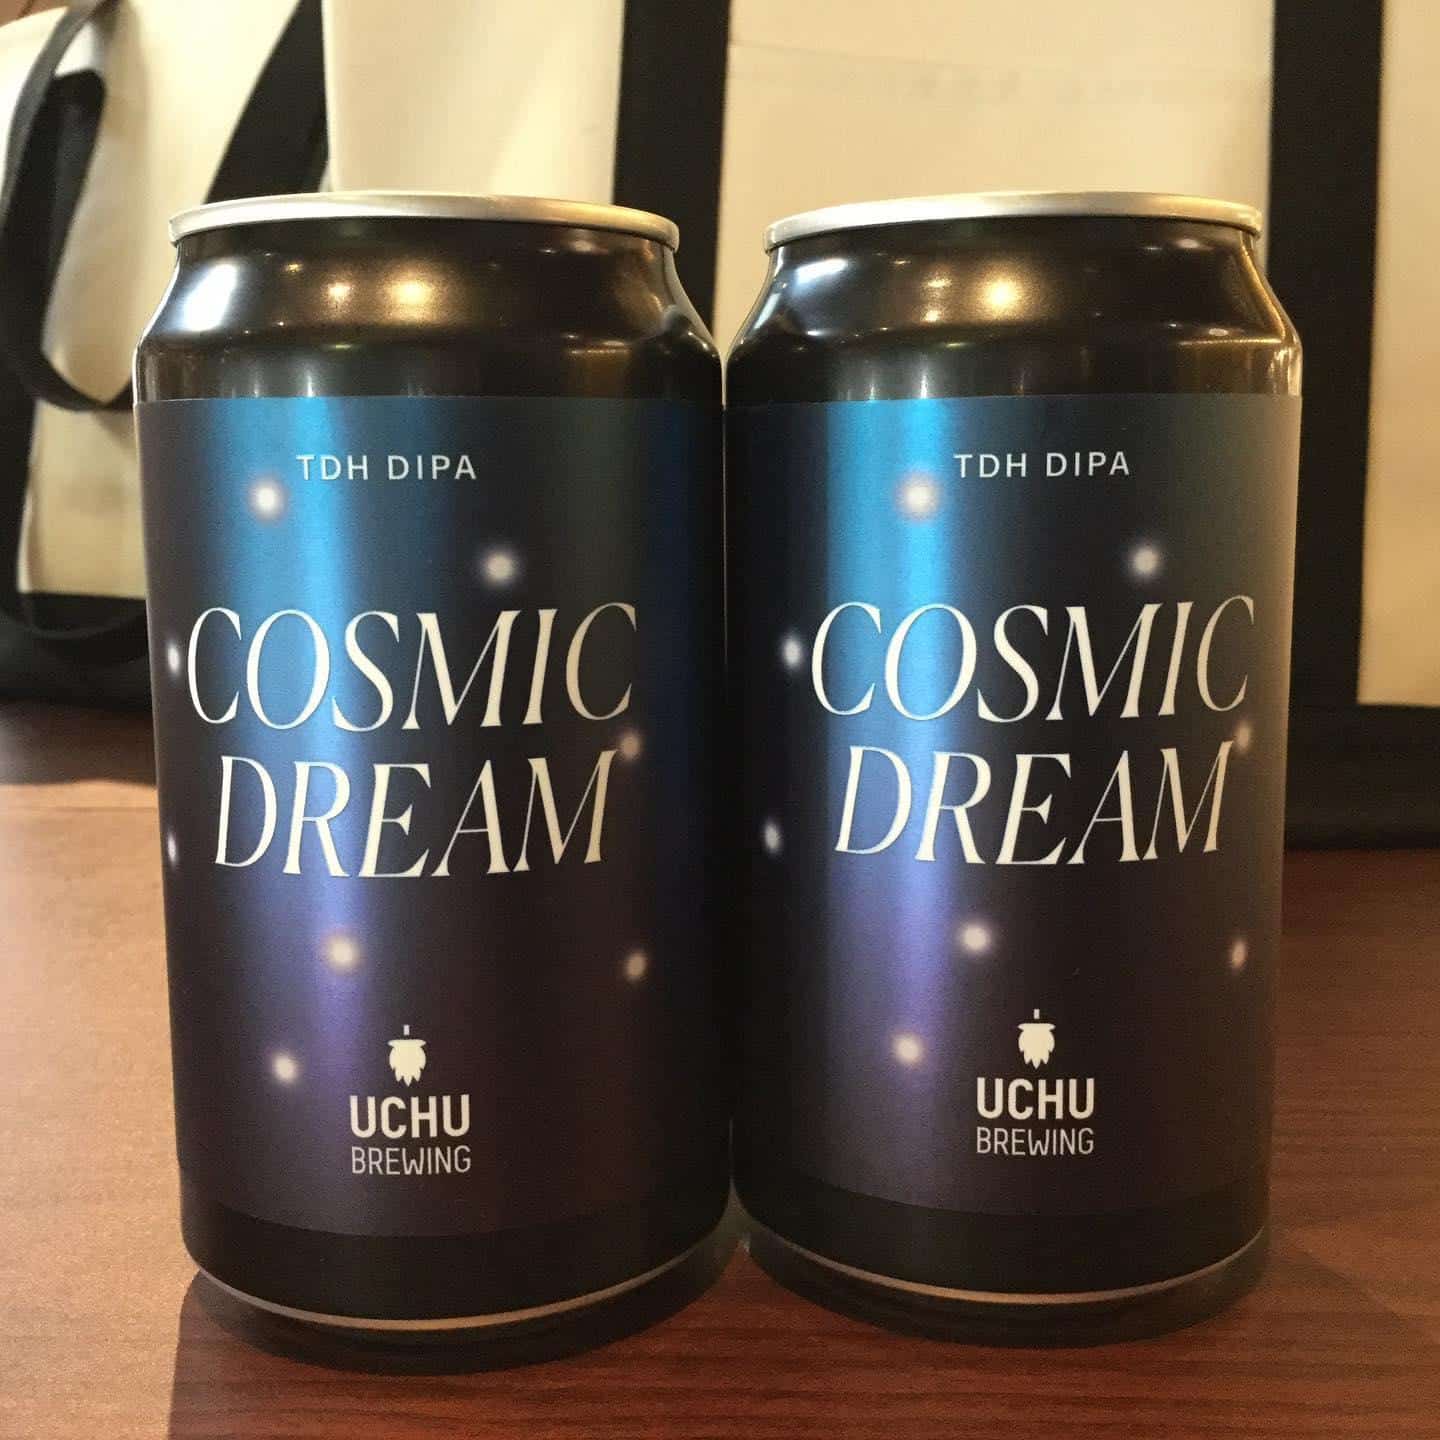 TDH DIPA
COSMIC
DREAM
UCHU
BREWING
TDH DIPA
COSMIC
DREAM
UCHU
BREWING